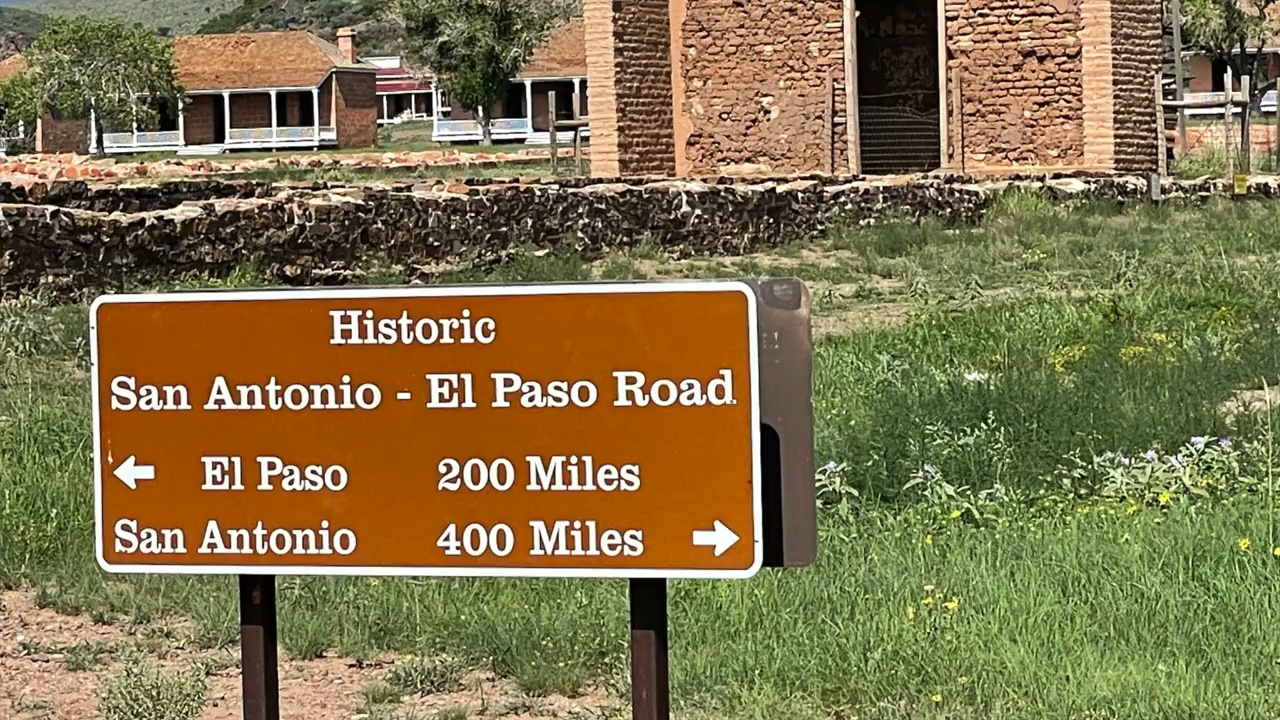 Historic
San Antonio - El Paso Road
← El Paso 200 Miles
San Antonio 400 Miles →